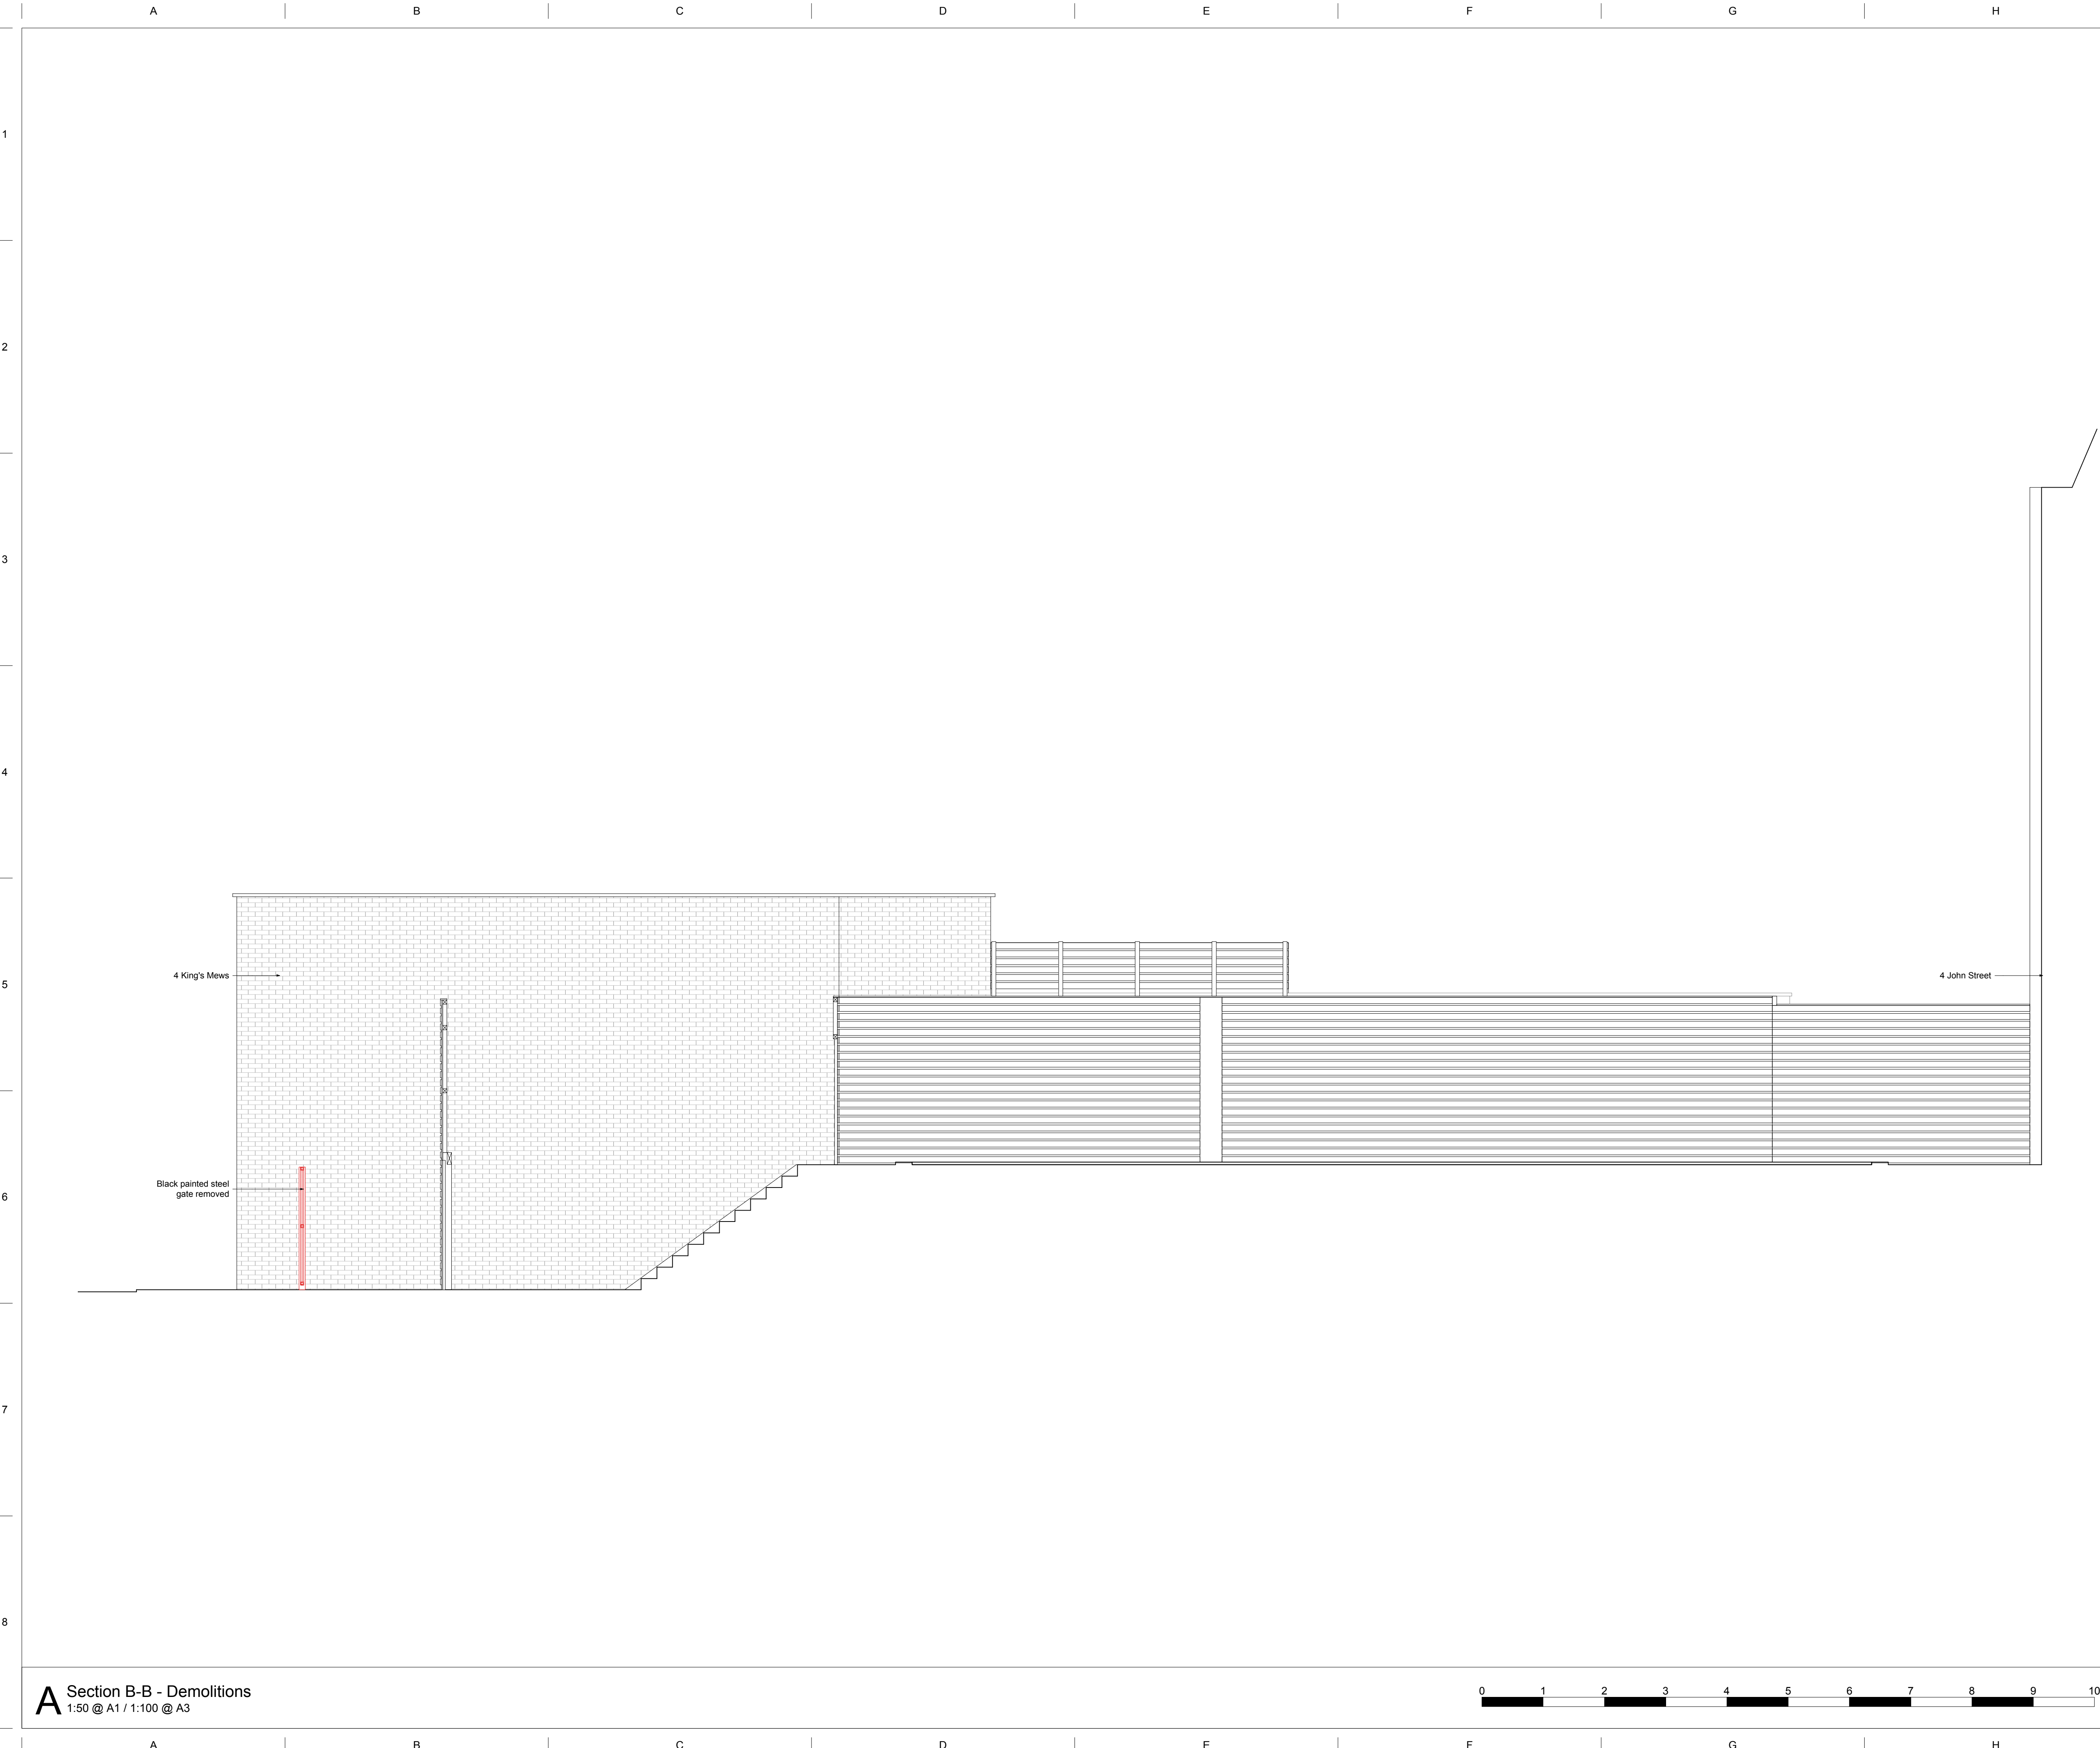 A B C D E F G H
1
2
3
4
4 King's Mews
4 John Street
5
Black painted steel
gate removed
6
7
8
A Section B-B - Demolitions
1:50 @ A1 / 1:100 @ A3
0 1 2 3 4 5 6 7 8 9 10
A B C D E F G H